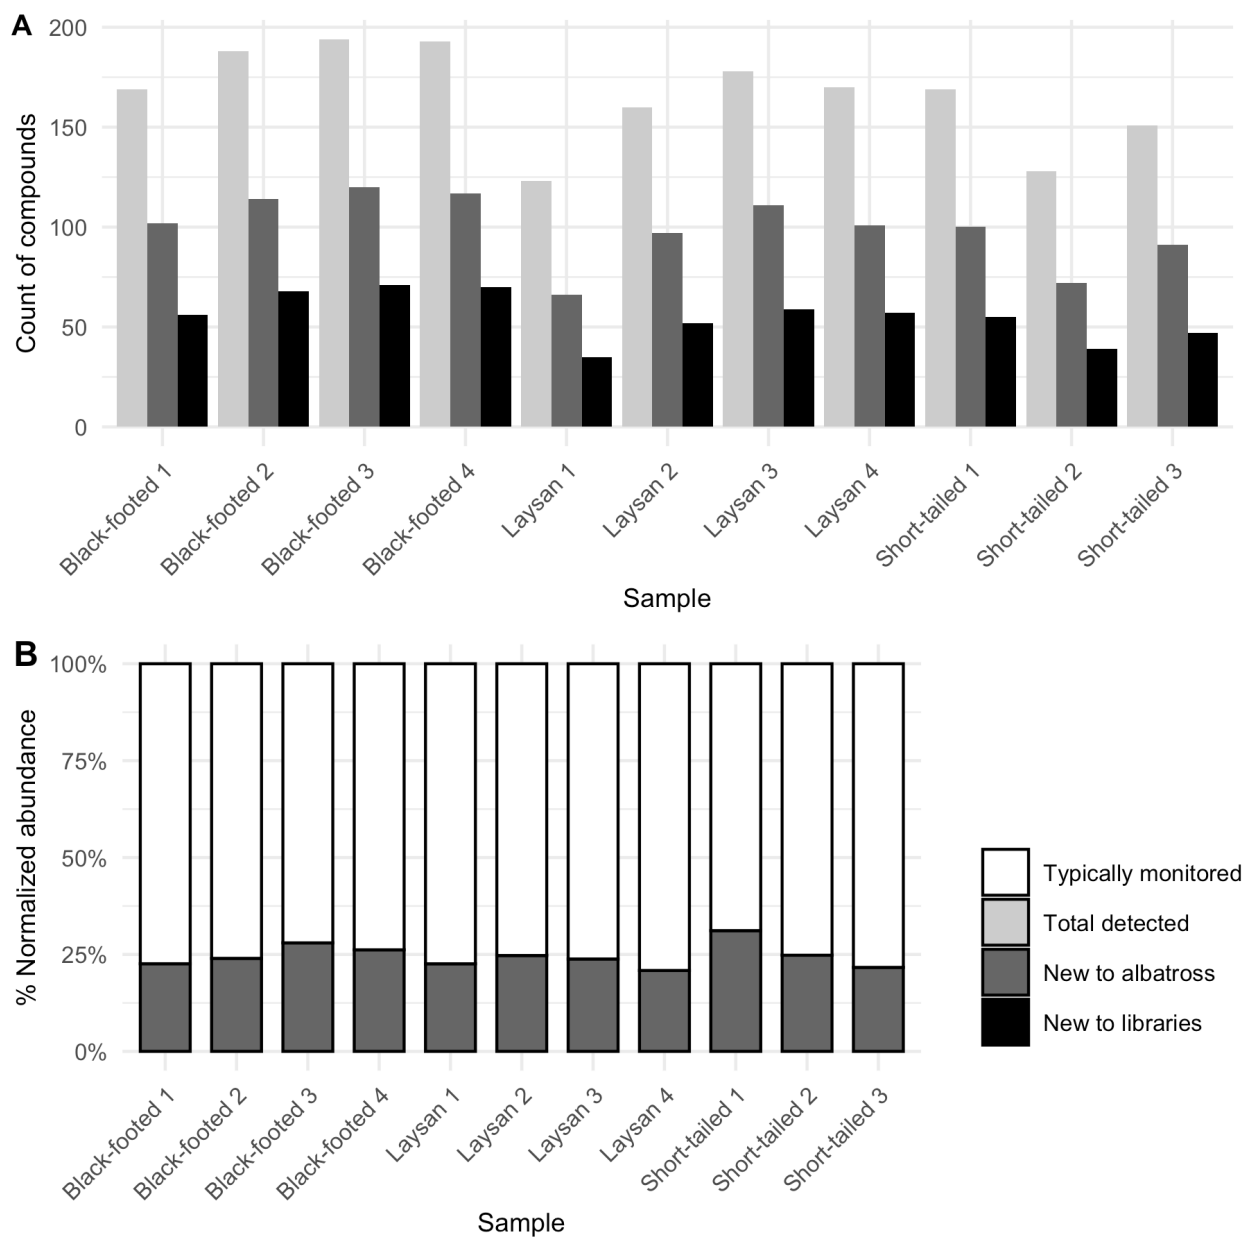 A
Count of compounds
200
150
100
50
0
Black-footed 1
Black-footed 2
Black-footed 3
Black-footed 4
Laysan 1
Laysan 2
Laysan 3
Laysan 4
Short-tailed 1
Short-tailed 2
Short-tailed 3
Sample
B
% Normalized abundance
100%
75%
50%
25%
0%
Black-footed 1
Black-footed 2
Black-footed 3
Black-footed 4
Laysan 1
Laysan 2
Laysan 3
Laysan 4
Short-tailed 1
Short-tailed 2
Short-tailed 3
Sample
Typically monitored
Total detected
New to albatross
New to libraries